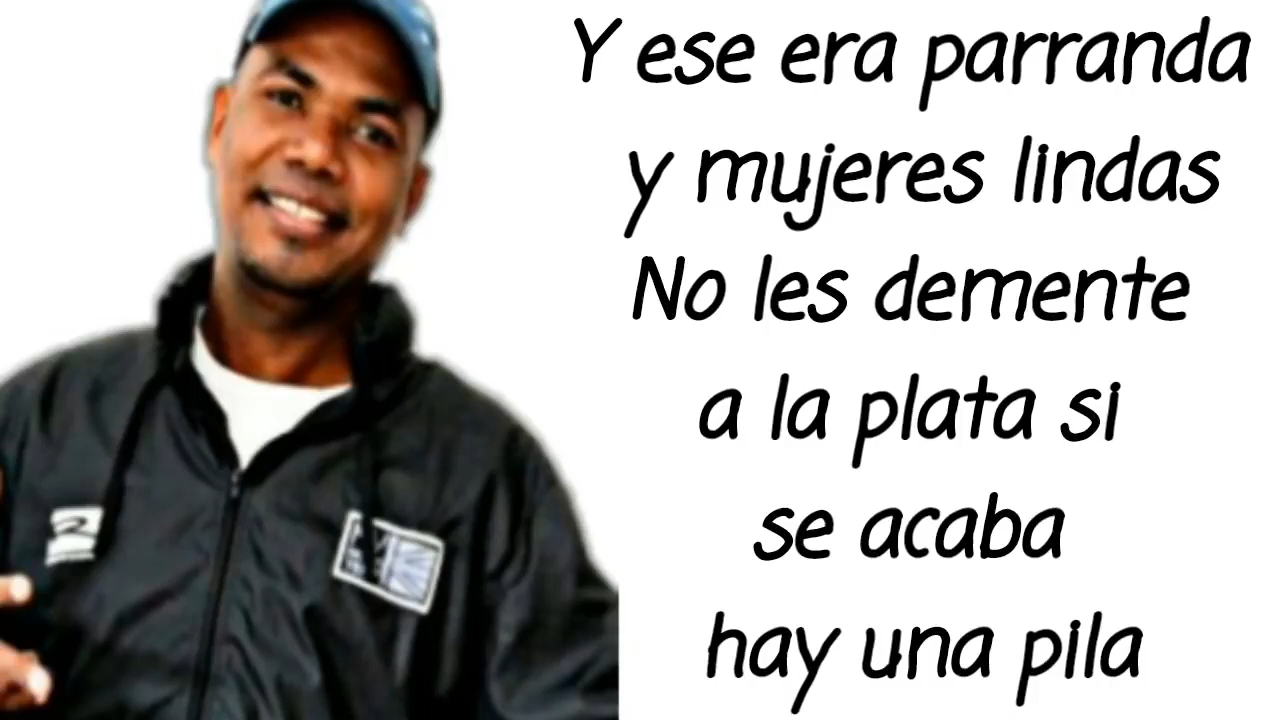 Y ese era parranda
y mujeres lindas
No les demente
a la plata si
se acaba
hay una pila